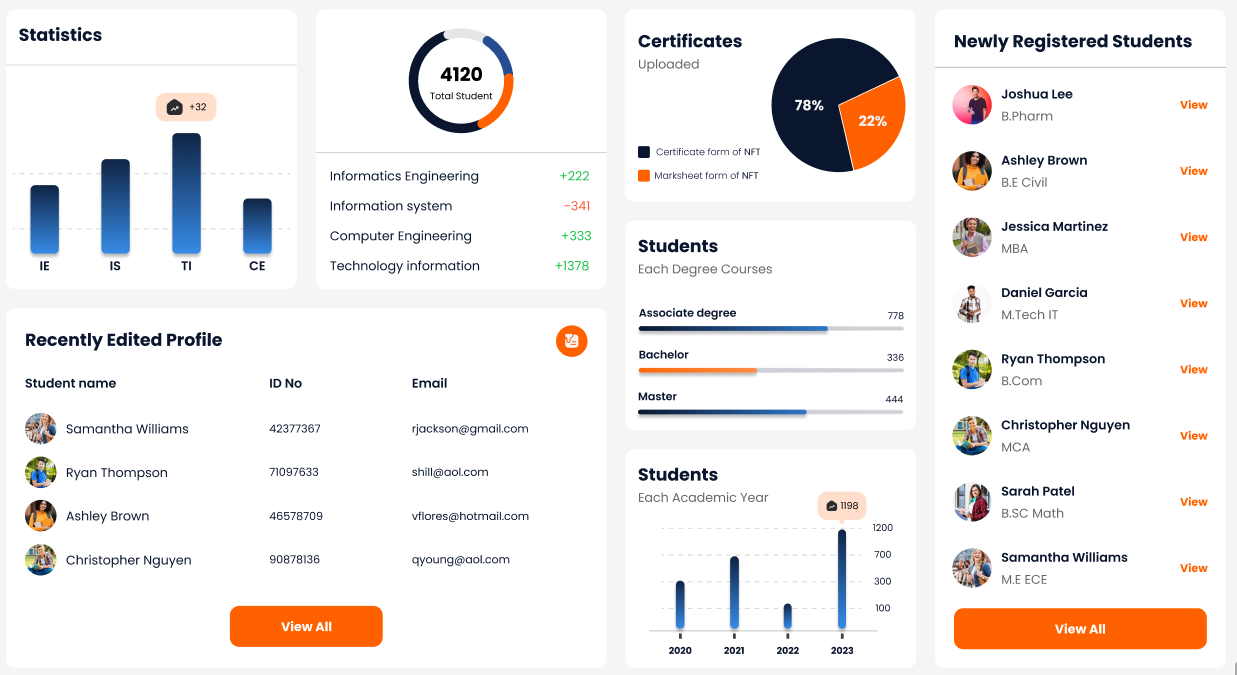 Statistics
+32
IE IS TI CE
4120
Total Student
Informatics Engineering +222
Information system -341
Computer Engineering +333
Technology information +1378
Certificates
Uploaded
78%
22%
Certificate form of NFT
Marksheet form of NFT
Students
Each Degree Courses
Associate degree 778
Bachelor 336
Master 444
Students
Each Academic Year
1198
1200
700
300
100
2020 2021 2022 2023
Newly Registered Students
Joshua Lee
B.Pharm
View
Ashley Brown
B.E Civil
View
Jessica Martinez
MBA
View
Daniel Garcia
M.Tech IT
View
Ryan Thompson
B.Com
View
Christopher Nguyen
MCA
View
Sarah Patel
B.SC Math
View
Samantha Williams
M.E ECE
View
View All
Recently Edited Profile
Student name ID No Email
Samantha Williams 42377367 rjackson@gmail.com
Ryan Thompson 71097633 shill@aol.com
Ashley Brown 46578709 vflores@hotmail.com
Christopher Nguyen 90878136 qyoung@aol.com
View All